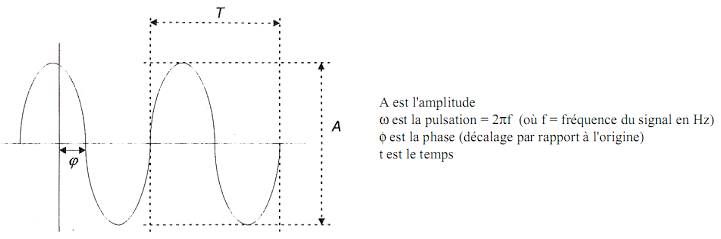 T
A
φ
A est l'amplitude
ω est la pulsation = 2πf (où f = fréquence du signal en Hz)
ϕ est la phase (décalage par rapport à l'origine)
t est le temps